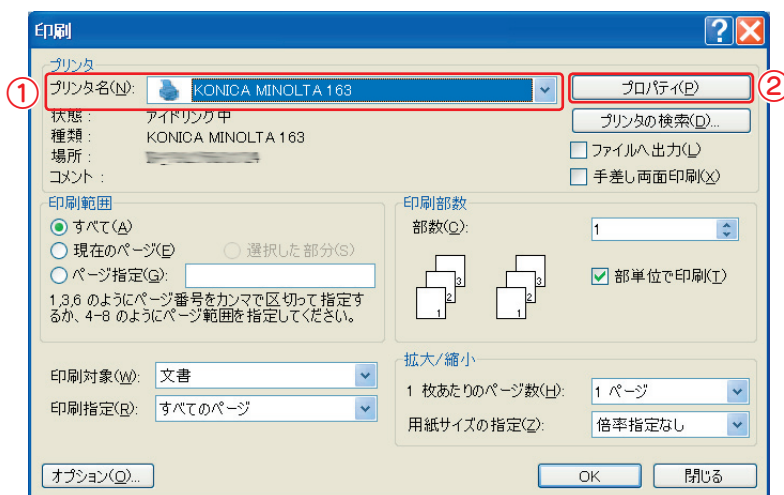 印刷
プリンタ
① プリンタ名(N): KONICA MINOLTA 163 プロパティ(P) ②
状態: アイドリング中 プリンタの検索(D)...
種類: KONICA MINOLTA 163
場所: ファイルへ出力(L)
コメント: 手差し両面印刷(X)
印刷範囲 印刷部数
すべて(A) 部数(C): 1
現在のページ(E) 選択した部分(S)
ページ指定(G): 部単位で印刷(T)
1,3,6 のようにページ番号をカンマで区切って指定す
るか、4-8 のようにページ範囲を指定してください。
3 3
2 2
1 1
拡大/縮小
印刷対象(W): 文書 1 枚あたりのページ数(H): 1 ページ
印刷指定(R): すべてのページ 用紙サイズの指定(Z): 倍率指定なし
オプション(O)... OK 閉じる